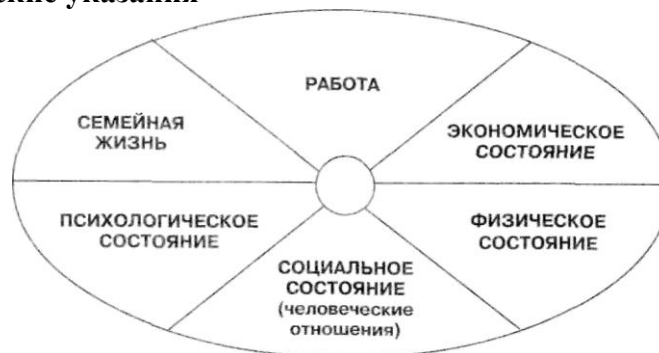 ские указания
РАБОТА
СЕМЕЙНАЯ
ЖИЗНЬ
ЭКОНОМИЧЕСКОЕ
СОСТОЯНИЕ
ПСИХОЛОГИЧЕСКОЕ
СОСТОЯНИЕ
ФИЗИЧЕСКОЕ
СОСТОЯНИЕ
СОЦИАЛЬНОЕ
СОСТОЯНИЕ
(человеческие
отношения)